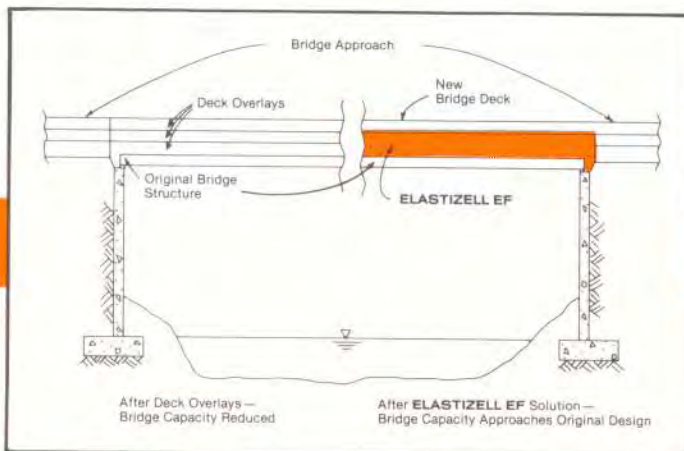 Bridge Approach
Deck Overlays
New
Bridge Deck
Original Bridge
Structure
ELASTIZELL EF
After Deck Overlays—
Bridge Capacity Reduced
After ELASTIZELL EF Solution—
Bridge Capacity Approaches Original Design